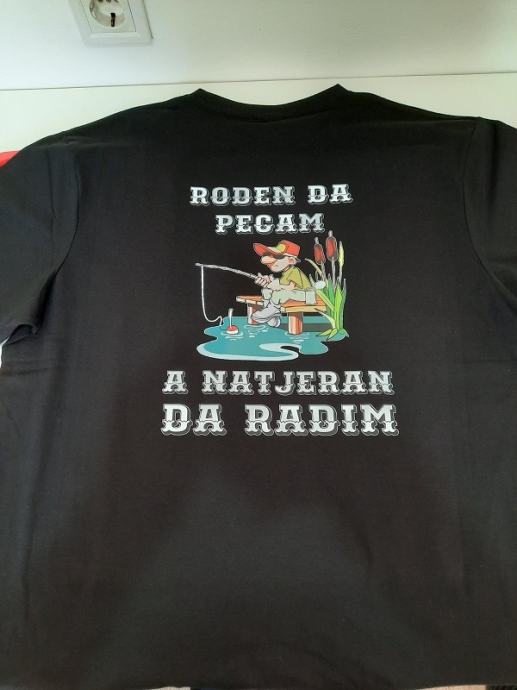 RODEN DA
PECAM
A NATJERAN
DA RADIM